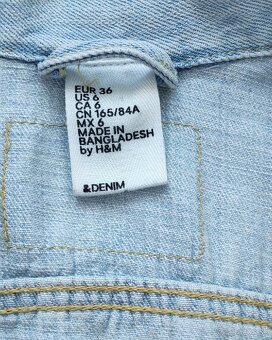 EUR 36
US 6
CA 6
CN 165/84A
MX 6
MADE IN
BANGLADESH
by H&M
&DENIM